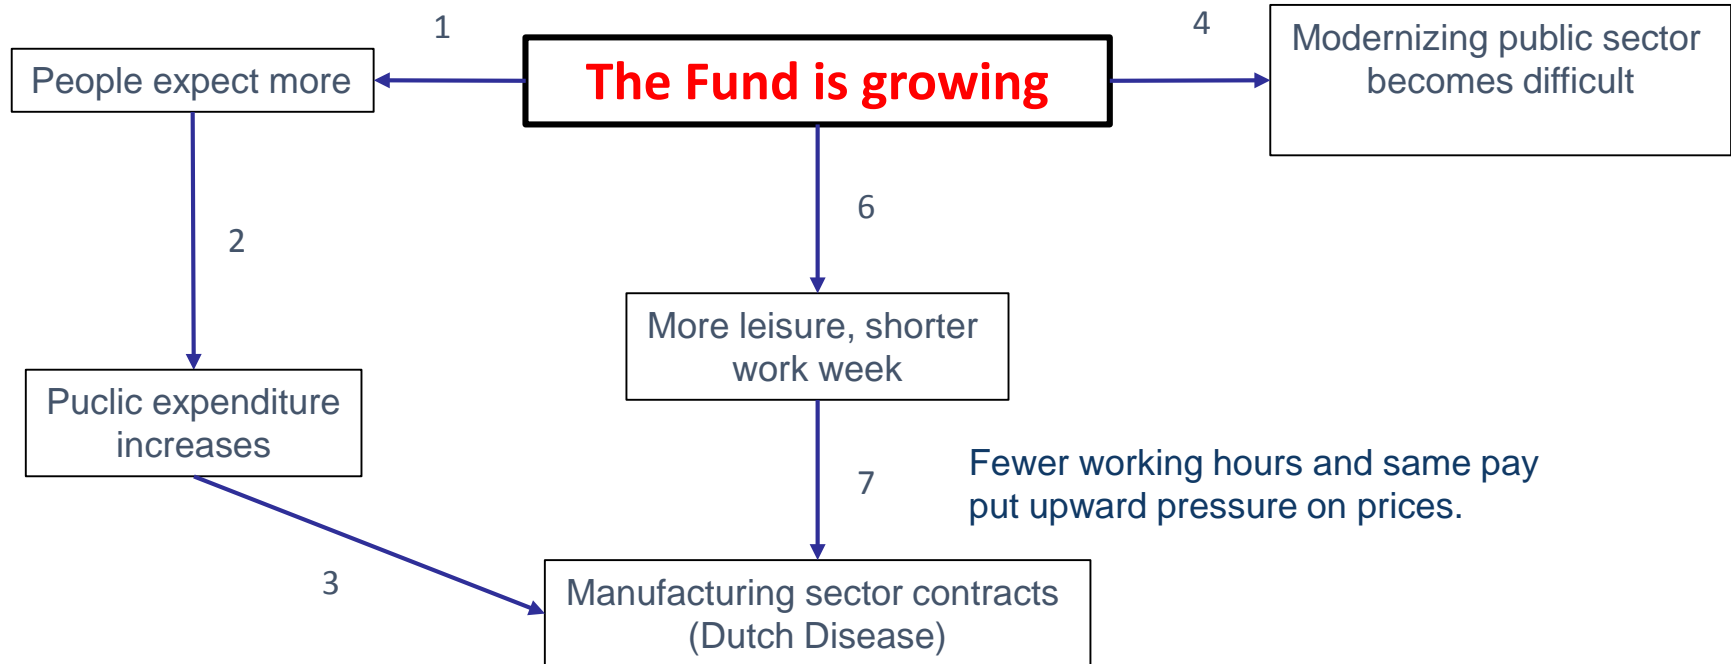 1
4
People expect more
The Fund is growing
Modernizing public sector
becomes difficult
6
2
More leisure, shorter
work week
Puclic expenditure
increases
7
Fewer working hours and same pay
put upward pressure on prices.
3
Manufacturing sector contracts
(Dutch Disease)